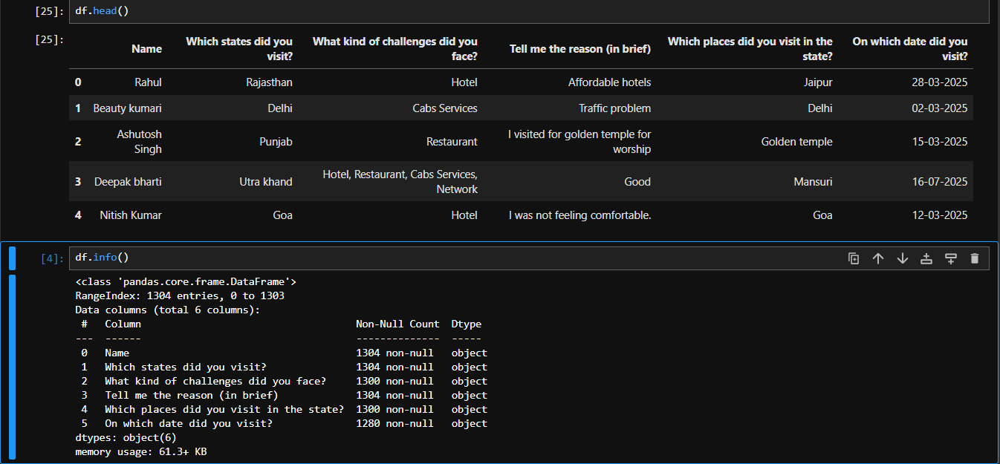 [25]: df.head()
[25]:
Name Which states did you visit? What kind of challenges did you face? Tell me the reason (in brief) Which places did you visit in the state? On which date did you visit?
0 Rahul Rajasthan Hotel Affordable hotels Jaipur 28-03-2025
1 Beauty kumari Delhi Cabs Services Traffic problem Delhi 02-03-2025
2 Ashutosh Singh Punjab Restaurant I visited for golden temple for worship Golden temple 15-03-2025
3 Deepak bharti Utra khand Hotel, Restaurant, Cabs Services, Network Good Mansuri 16-07-2025
4 Nitish Kumar Goa Hotel I was not feeling comfortable. Goa 12-03-2025
[4]: df.info()
<class 'pandas.core.frame.DataFrame'>
RangeIndex: 1304 entries, 0 to 1303
Data columns (total 6 columns):
# Column Non-Null Count Dtype
--- ------ -------------- -----
0 Name 1304 non-null object
1 Which states did you visit? 1304 non-null object
2 What kind of challenges did you face? 1300 non-null object
3 Tell me the reason (in brief) 1304 non-null object
4 Which places did you visit in the state? 1300 non-null object
5 On which date did you visit? 1280 non-null object
dtypes: object(6)
memory usage: 61.3+ KB